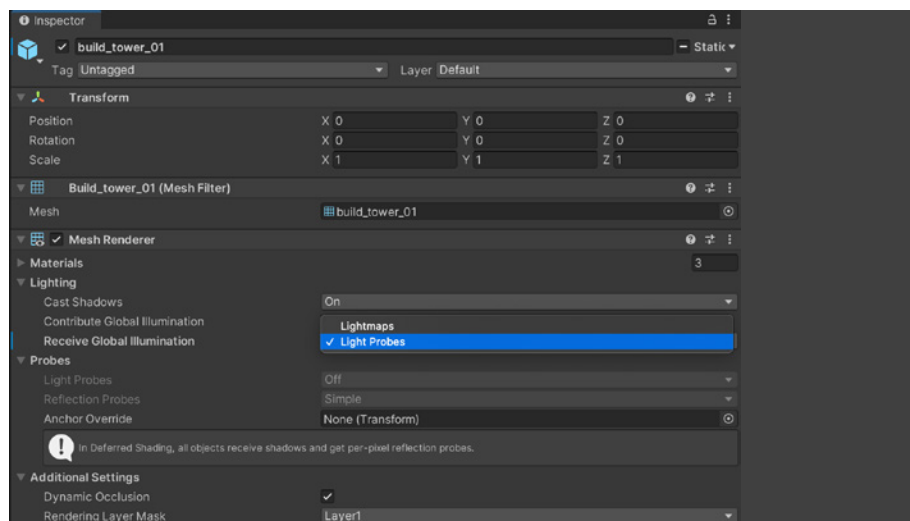 Inspector
build_tower_01 Static
Tag Untagged Layer Default
Transform
Position X 0 Y 0 Z 0
Rotation X 0 Y 0 Z 0
Scale X 1 Y 1 Z 1
Build_tower_01 (Mesh Filter)
Mesh build_tower_01
Mesh Renderer
Materials 3
Lighting
Cast Shadows On
Contribute Global Illumination
Lightmaps
Receive Global Illumination Light Probes
Probes
Light Probes Off
Reflection Probes Simple
Anchor Override None (Transform)
In Deferred Shading, all objects receive shadows and get per-pixel reflection probes.
Additional Settings
Dynamic Occlusion
Rendering Layer Mask Layer1